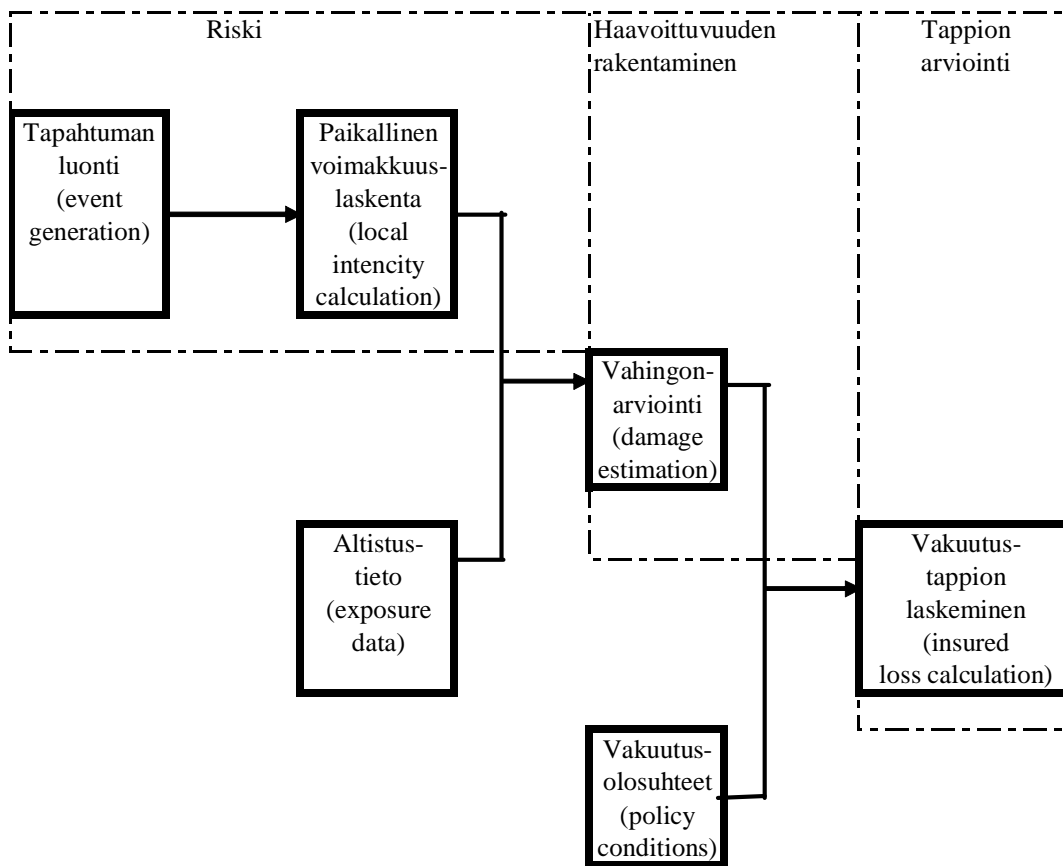 Riski
Haavoittuvuuden
rakentaminen
Tappion
arviointi
Tapahtuman
luonti
(event
generation)
Paikallinen
voimakkuus-
laskenta
(local
intencity
calculation)
Vahingon-
arviointi
(damage
estimation)
Altistus-
tieto
(exposure
data)
Vakuutus-
tappion
laskeminen
(insured
loss calculation)
Vakuutus-
olosuhteet
(policy
conditions)